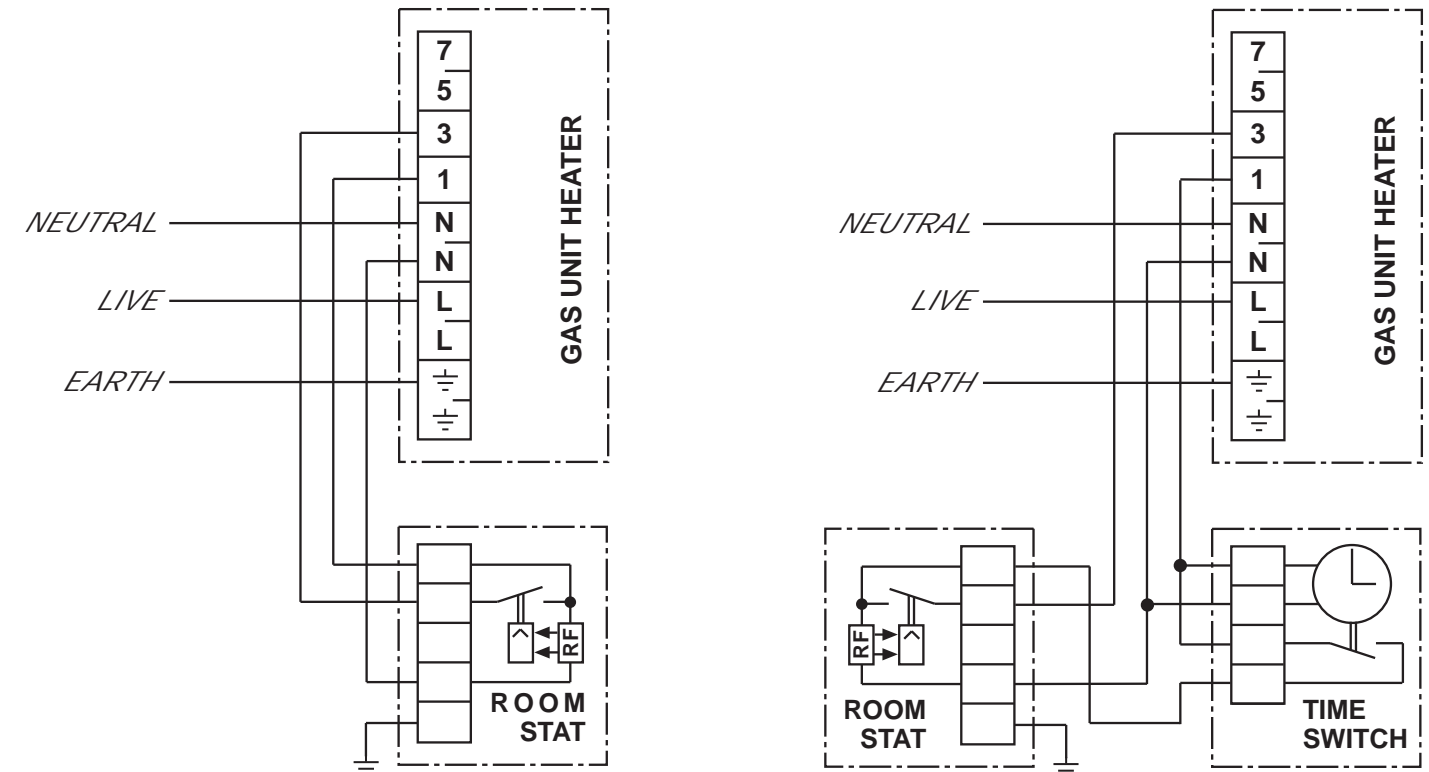 7
5
3
1
N
N
L
L
NEUTRAL
LIVE
EARTH
GAS UNIT HEATER
RF
ROOM
STAT
7
5
3
1
N
N
L
L
NEUTRAL
LIVE
EARTH
GAS UNIT HEATER
RF
ROOM
STAT
TIME
SWITCH